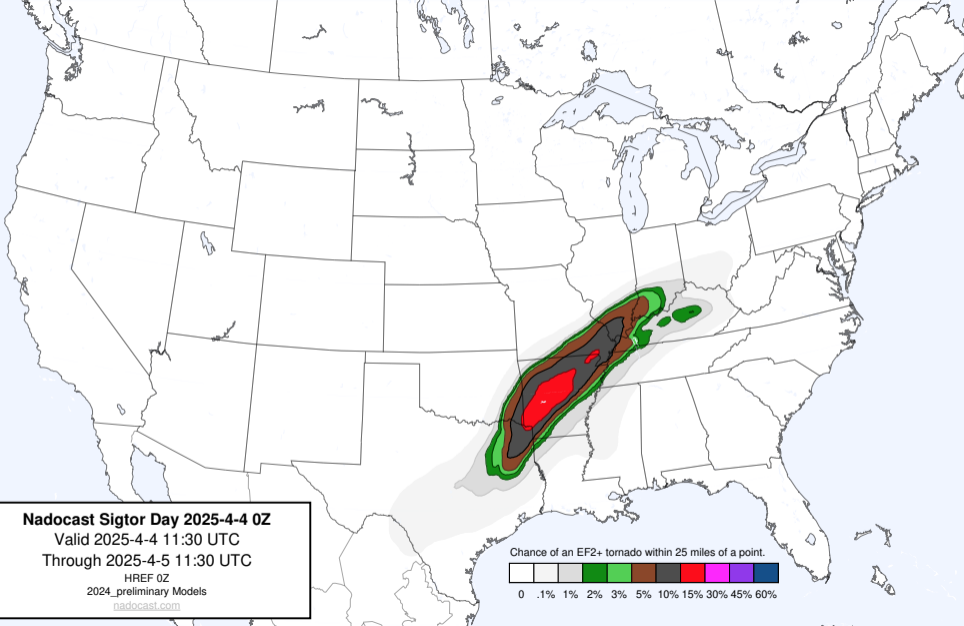 Nadocast Sigtor Day 2025-4-4 0Z
Valid 2025-4-4 11:30 UTC
Through 2025-4-5 11:30 UTC
HREF 0Z
2024_preliminary Models
nadocast.com
Chance of an EF2+ tornado within 25 miles of a point.
0 .1% 1% 2% 3% 5% 10% 15% 30% 45% 60%